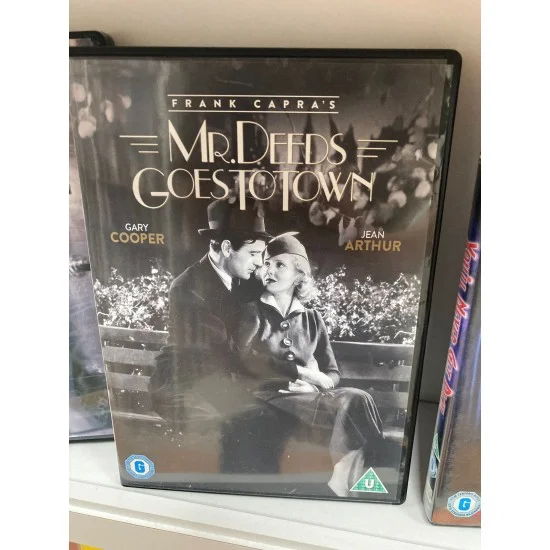 FRANK CAPRA'S
MR. DEEDS
GOES TO TOWN
GARY
COOPER
JEAN
ARTHUR
G
U
G